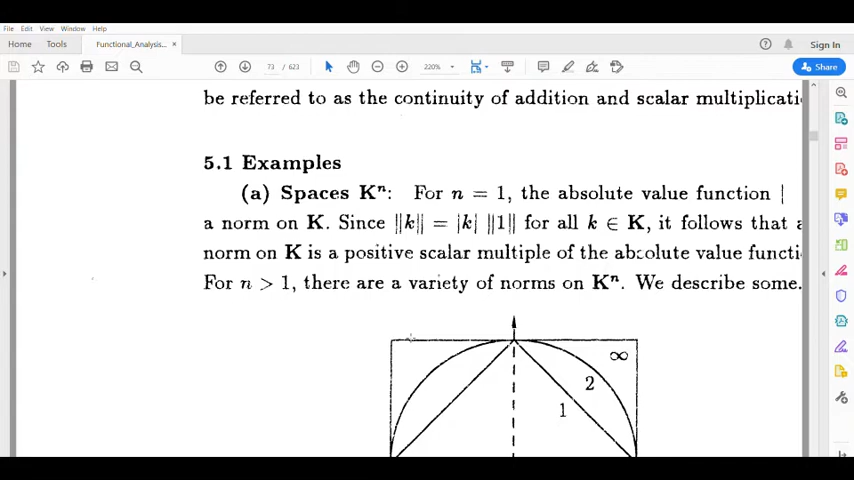 File Edit View Window Help
Home Tools Functional_Analysis... × Sign In
73 / 623 220% Share
be referred to as the continuity of addition and scalar multiplicati
5.1 Examples
(a) Spaces Kⁿ: For n = 1, the absolute value function |
a norm on K. Since ‖k‖ = |k| ‖1‖ for all k ∈ K, it follows that a
norm on K is a positive scalar multiple of the absolute value functi
For n > 1, there are a variety of norms on Kⁿ. We describe some.
∞
2
1